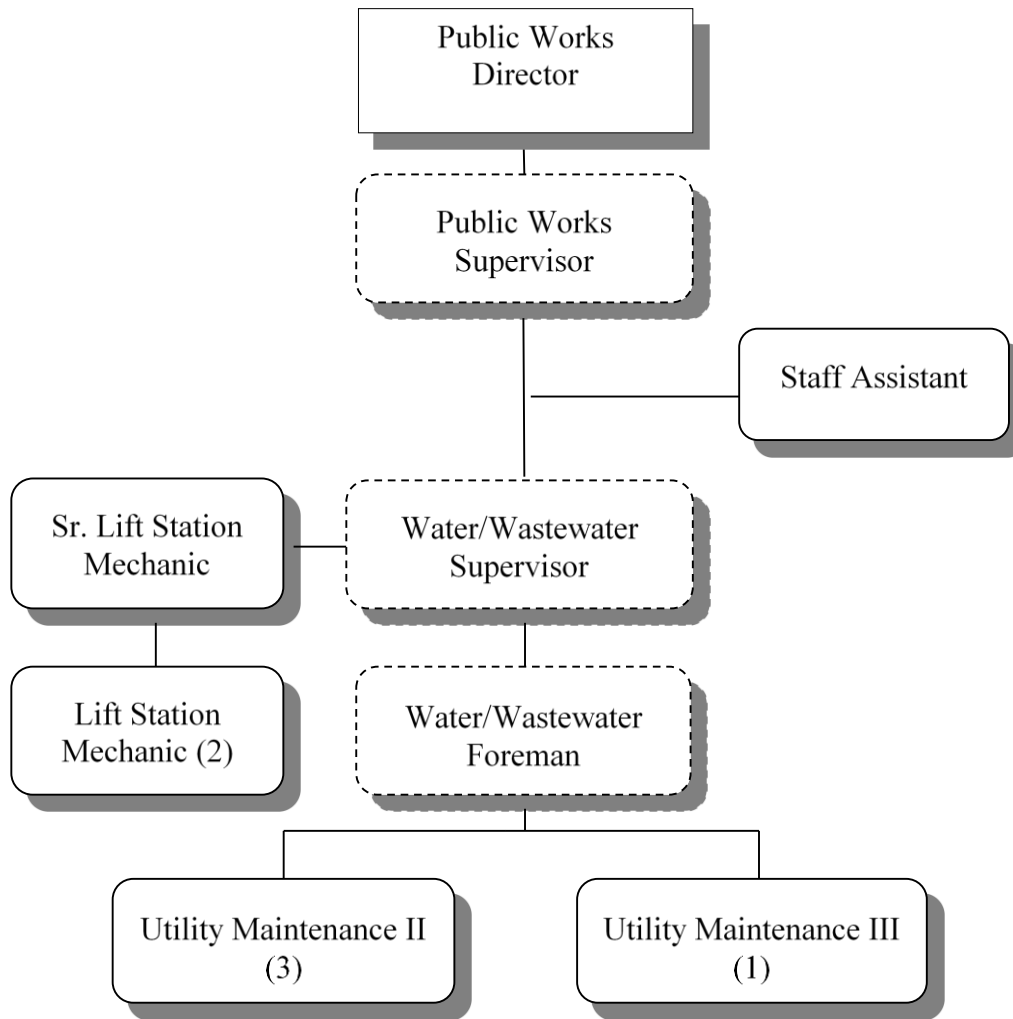 Public Works
Director
Public Works
Supervisor
Staff Assistant
Sr. Lift Station
Mechanic
Water/Wastewater
Supervisor
Lift Station
Mechanic (2)
Water/Wastewater
Foreman
Utility Maintenance II
(3)
Utility Maintenance III
(1)